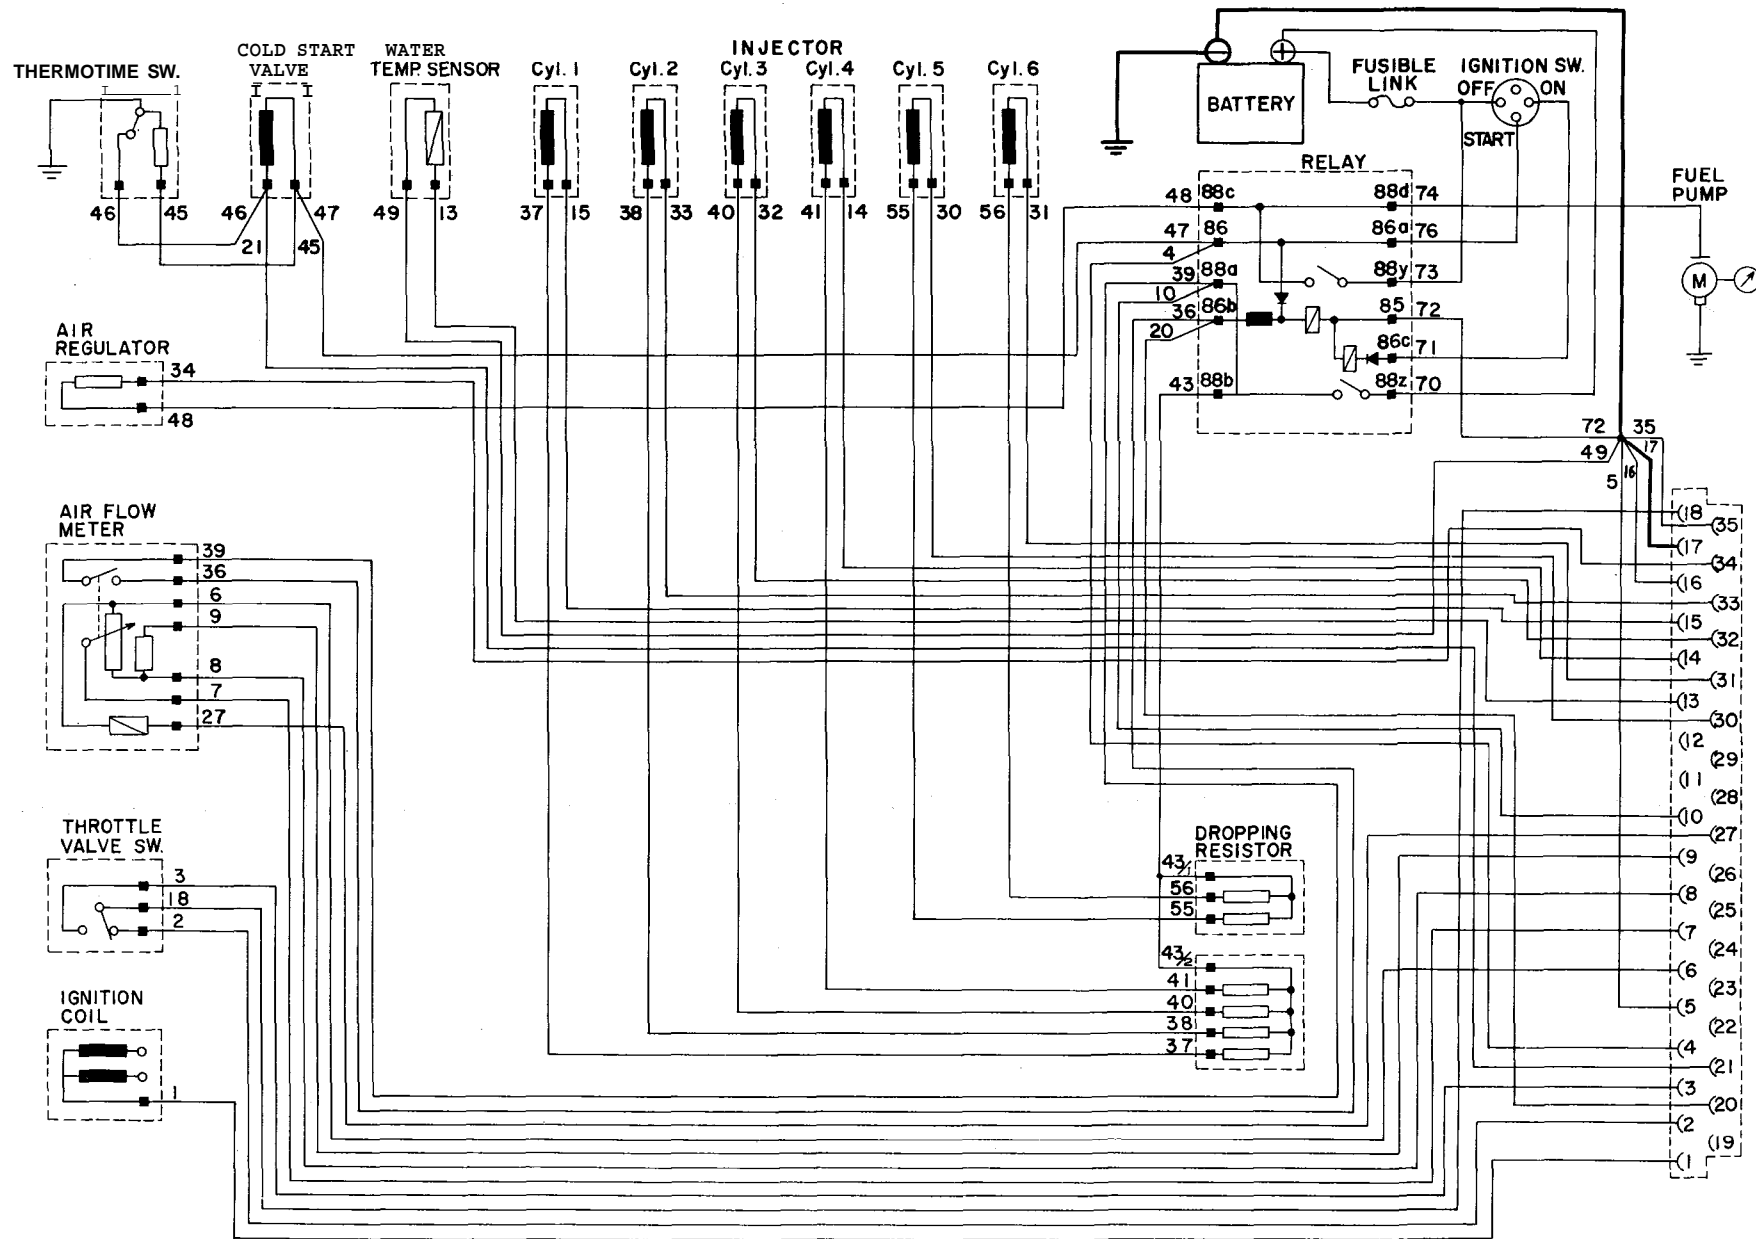 THERMOTIME SW.
COLD START
VALVE
WATER
TEMP. SENSOR
INJECTOR
Cyl. 1
Cyl. 2
Cyl. 3
Cyl. 4
Cyl. 5
Cyl. 6
BATTERY
FUSIBLE
LINK
IGNITION SW.
OFF
ON
START
46
45
46
47
21
45
49
13
37
15
38
33
40
32
41
14
55
30
56
31
RELAY
48
88c
88d
74
47
86
86a
76
4
39
88a
88y
73
10
36
86b
85
72
20
86c
71
43
88b
88z
70
FUEL
PUMP
M
72
35
49
17
5
16
AIR
REGULATOR
34
48
AIR FLOW
METER
39
36
6
9
8
7
27
THROTTLE
VALVE SW.
3
18
2
IGNITION
COIL
1
DROPPING
RESISTOR
43/1
56
55
43/2
41
40
38
37
(18
(35
(17
(34
(16
(33
(15
(32
(14
(31
(13
(30
(12
(29
(11
(28
(10
(27
(9
(26
(8
(25
(7
(24
(6
(23
(5
(22
(4
(21
(3
(20
(2
(19
(1